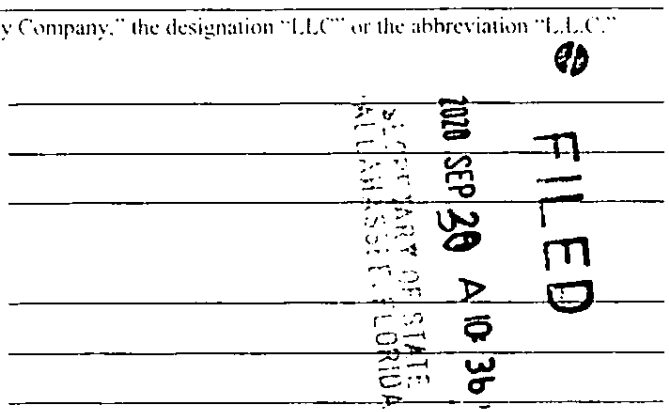 y Company," the designation "LLC" or the abbreviation "L.L.C."
FILED
2020 SEP 30 A 10: 36
SECRETARY OF STATE
TALLAHASSEE, FLORIDA